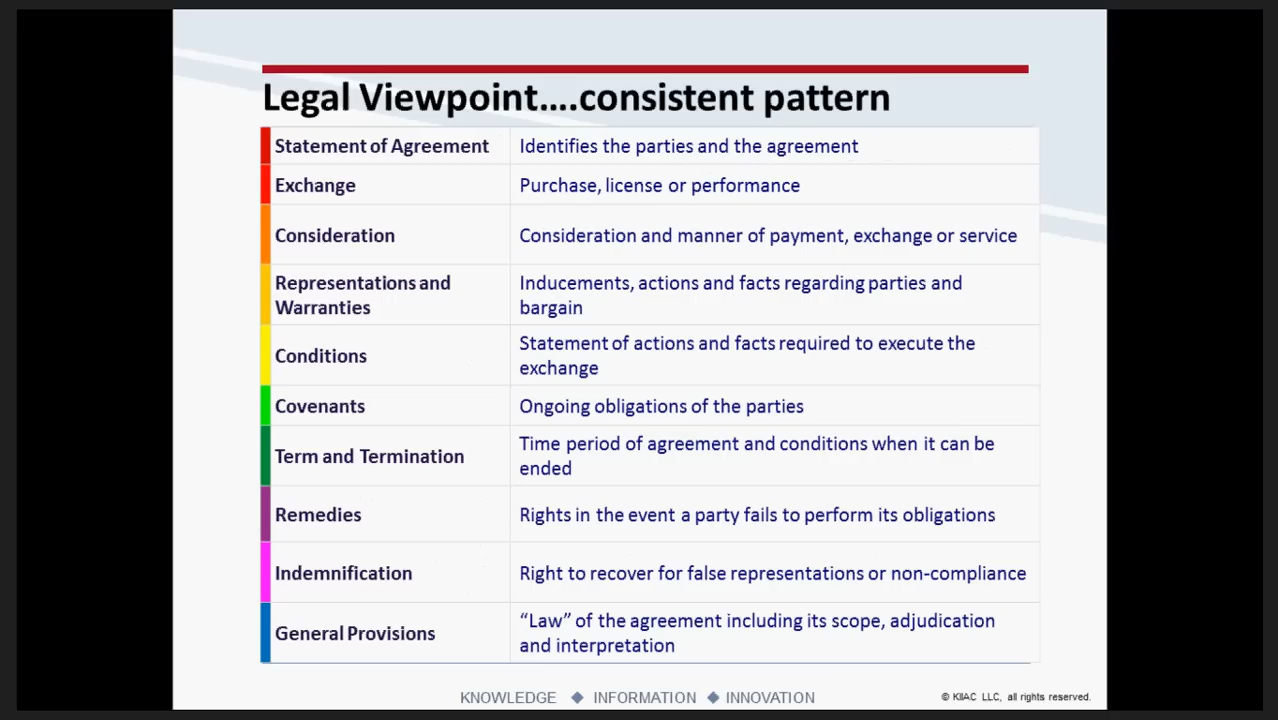 Legal Viewpoint....consistent pattern
Statement of Agreement
Identifies the parties and the agreement
Exchange
Purchase, license or performance
Consideration
Consideration and manner of payment, exchange or service
Representations and
Warranties
Inducements, actions and facts regarding parties and
bargain
Conditions
Statement of actions and facts required to execute the
exchange
Covenants
Ongoing obligations of the parties
Term and Termination
Time period of agreement and conditions when it can be
ended
Remedies
Rights in the event a party fails to perform its obligations
Indemnification
Right to recover for false representations or non-compliance
General Provisions
“Law” of the agreement including its scope, adjudication
and interpretation
KNOWLEDGE ◆ INFORMATION ◆ INNOVATION
© KIIAC LLC, all rights reserved.